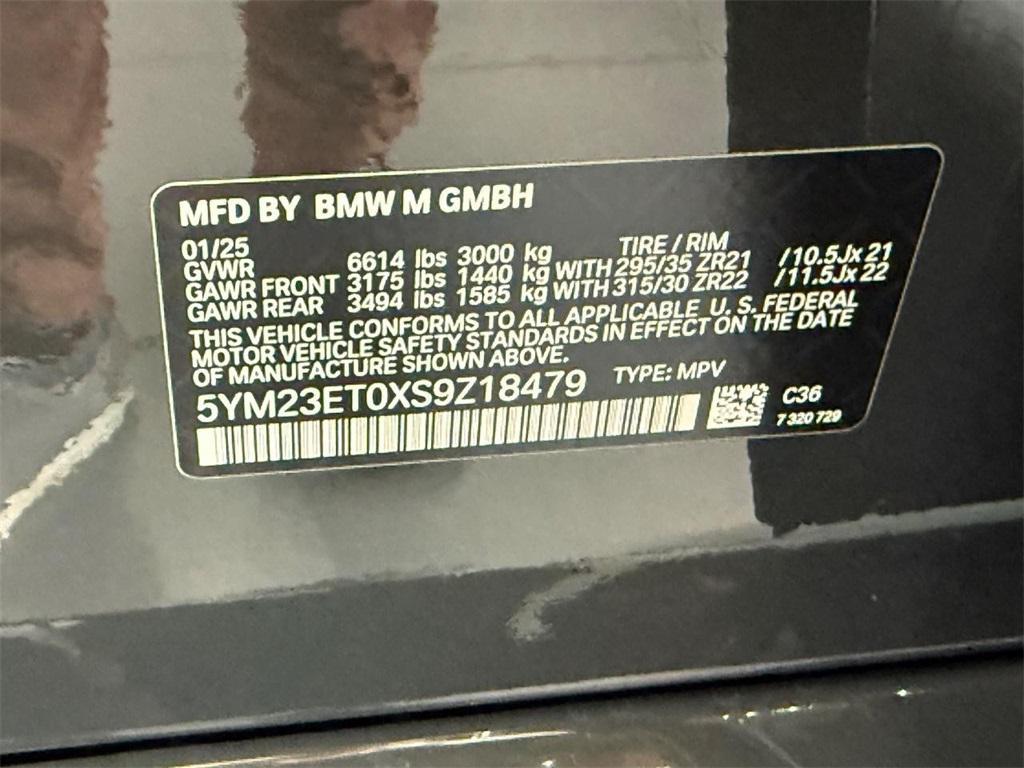 MFD BY BMW M GMBH
01/25 TIRE / RIM
GVWR 6614 lbs 3000 kg
GAWR FRONT 3175 lbs 1440 kg WITH 295/35 ZR21 /10.5Jx 21
GAWR REAR 3494 lbs 1585 kg WITH 315/30 ZR22 /11.5Jx 22
THIS VEHICLE CONFORMS TO ALL APPLICABLE U.S. FEDERAL
MOTOR VEHICLE SAFETY STANDARDS IN EFFECT ON THE DATE
OF MANUFACTURE SHOWN ABOVE.
5YM23ET0XS9Z18479 TYPE: MPV
C36
7 320 729